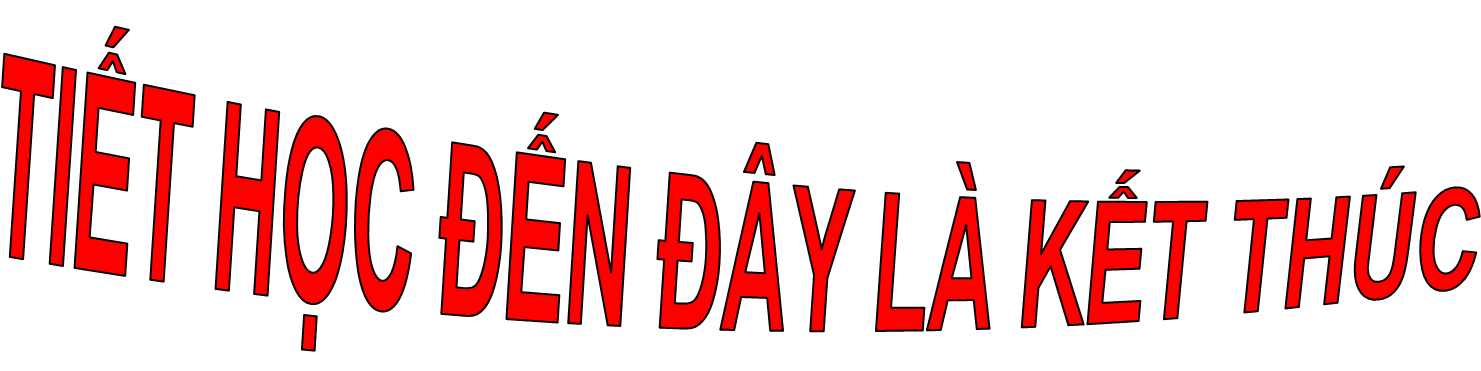 TIẾT HỌC ĐẾN ĐÂY LÀ KẾT THÚC